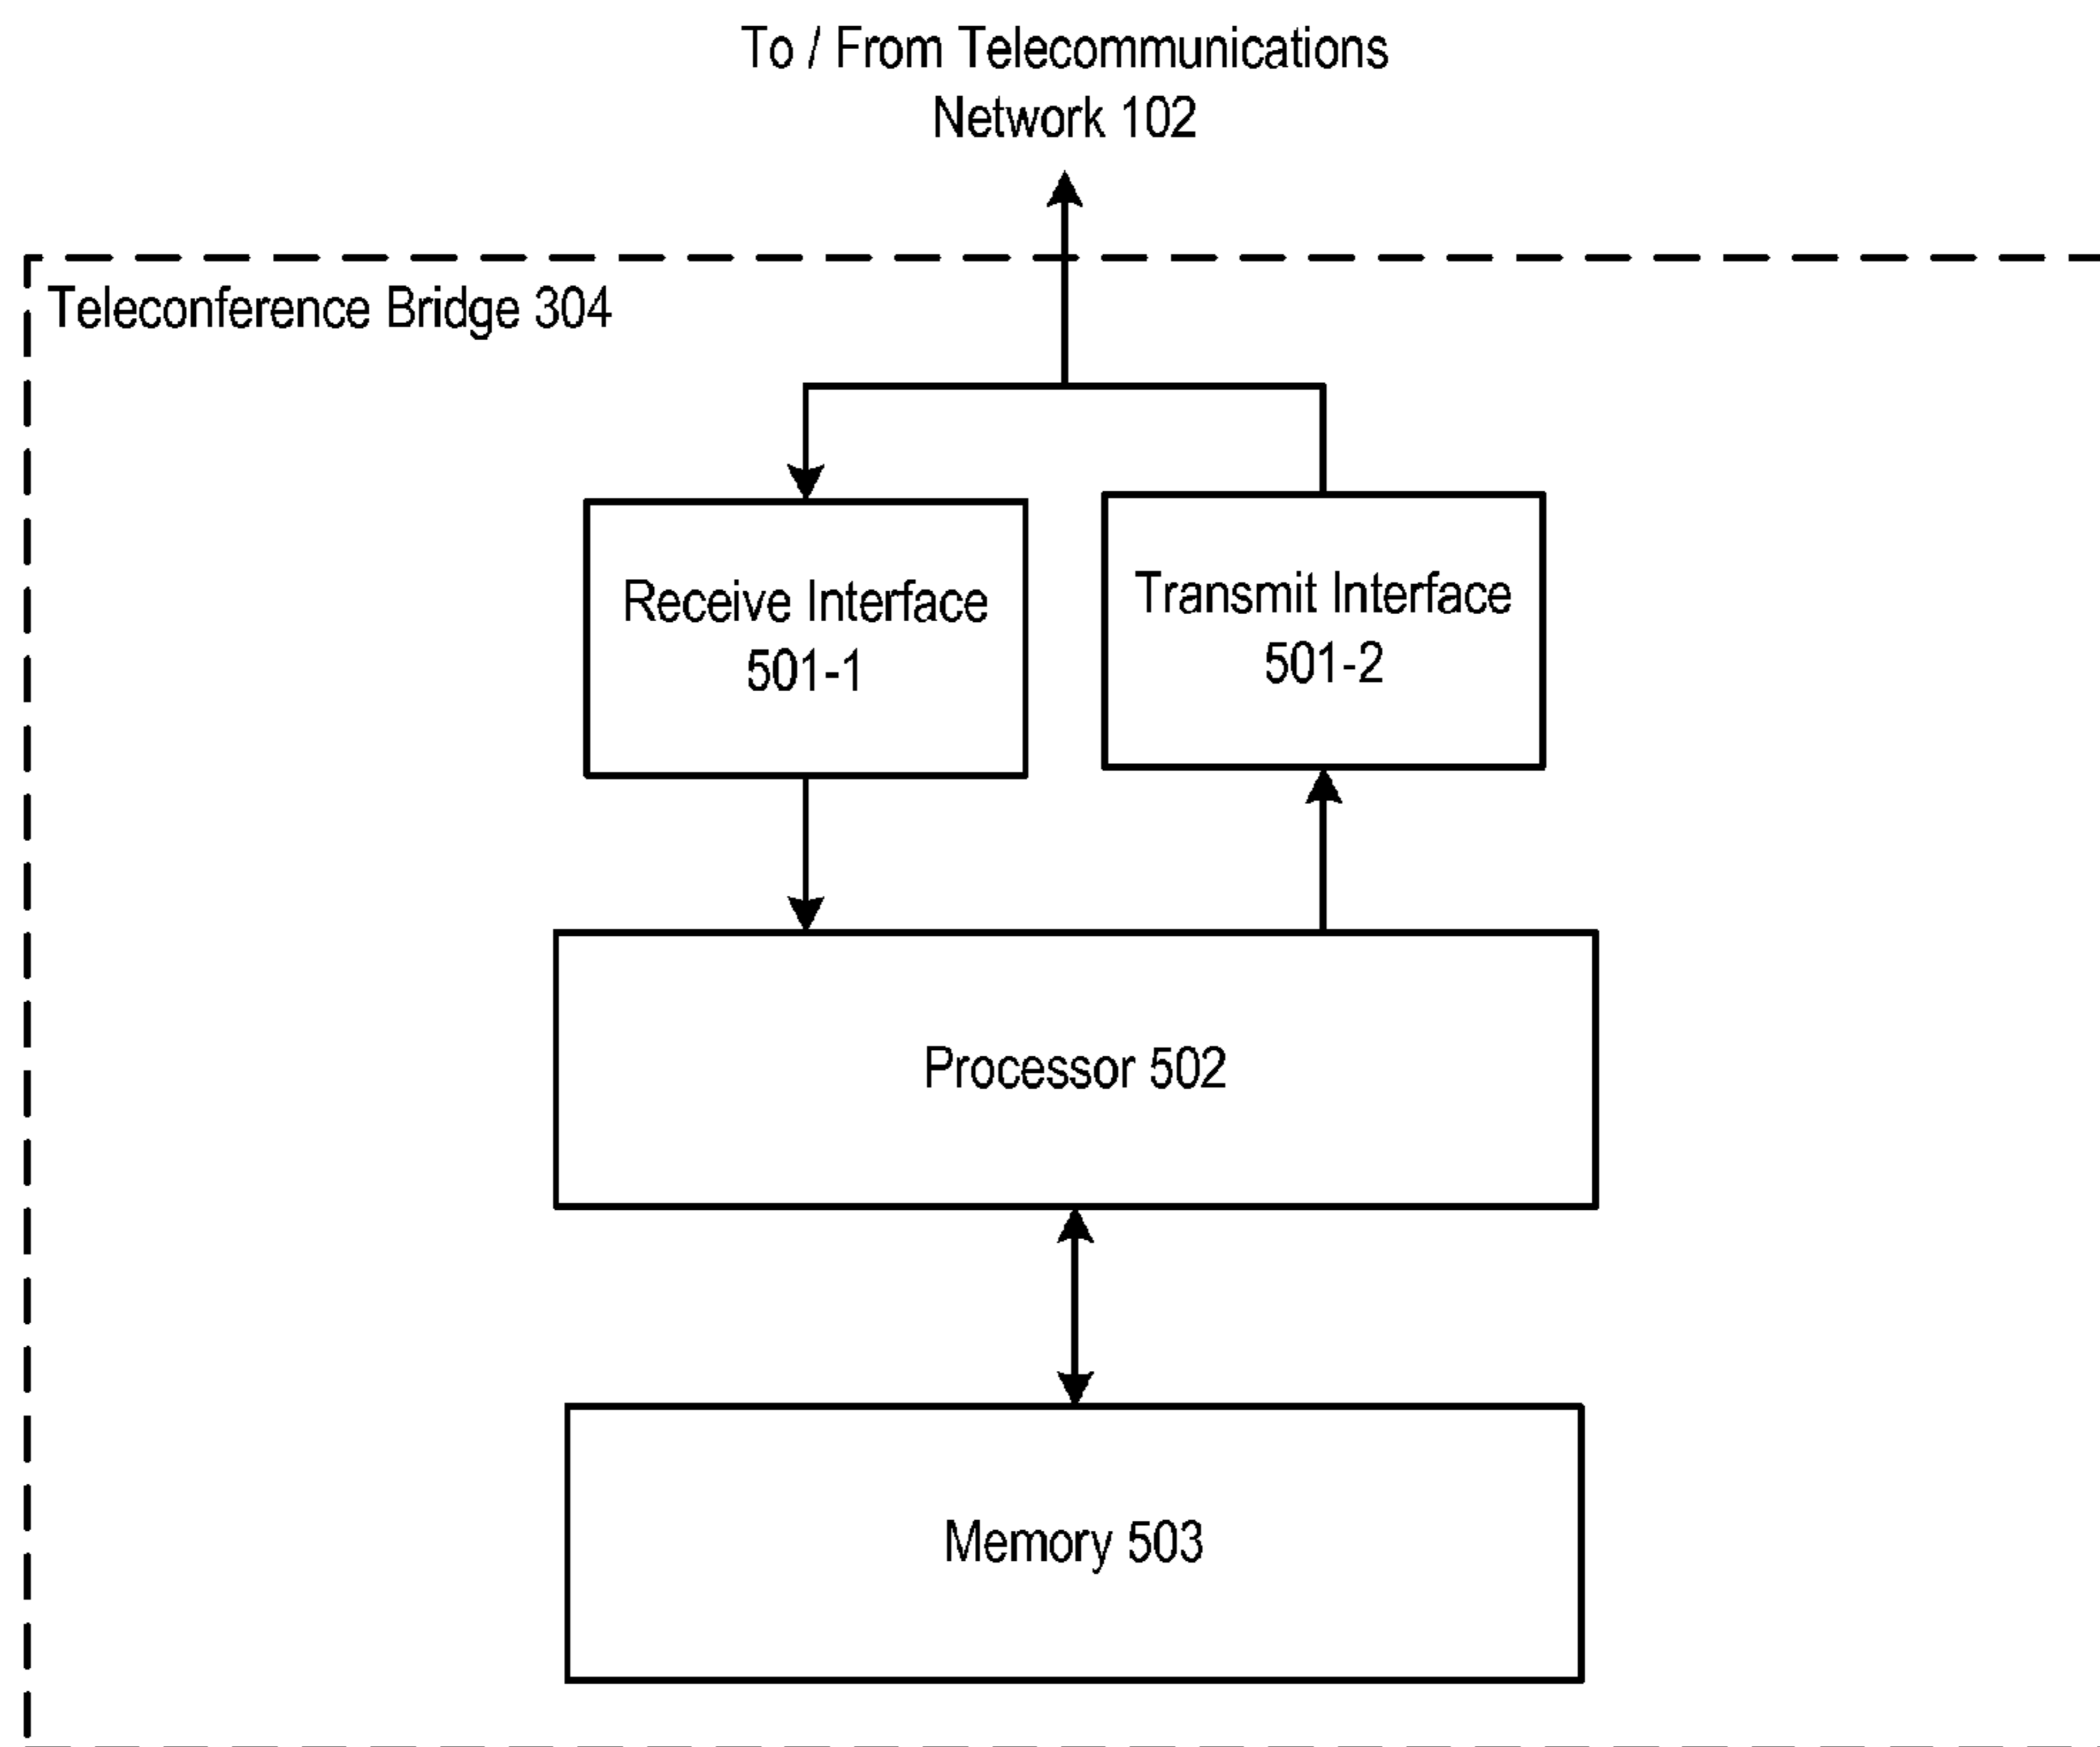 To / From Telecommunications
Network 102
Teleconference Bridge 304
Receive Interface
501-1
Transmit Interface
501-2
Processor 502
Memory 503